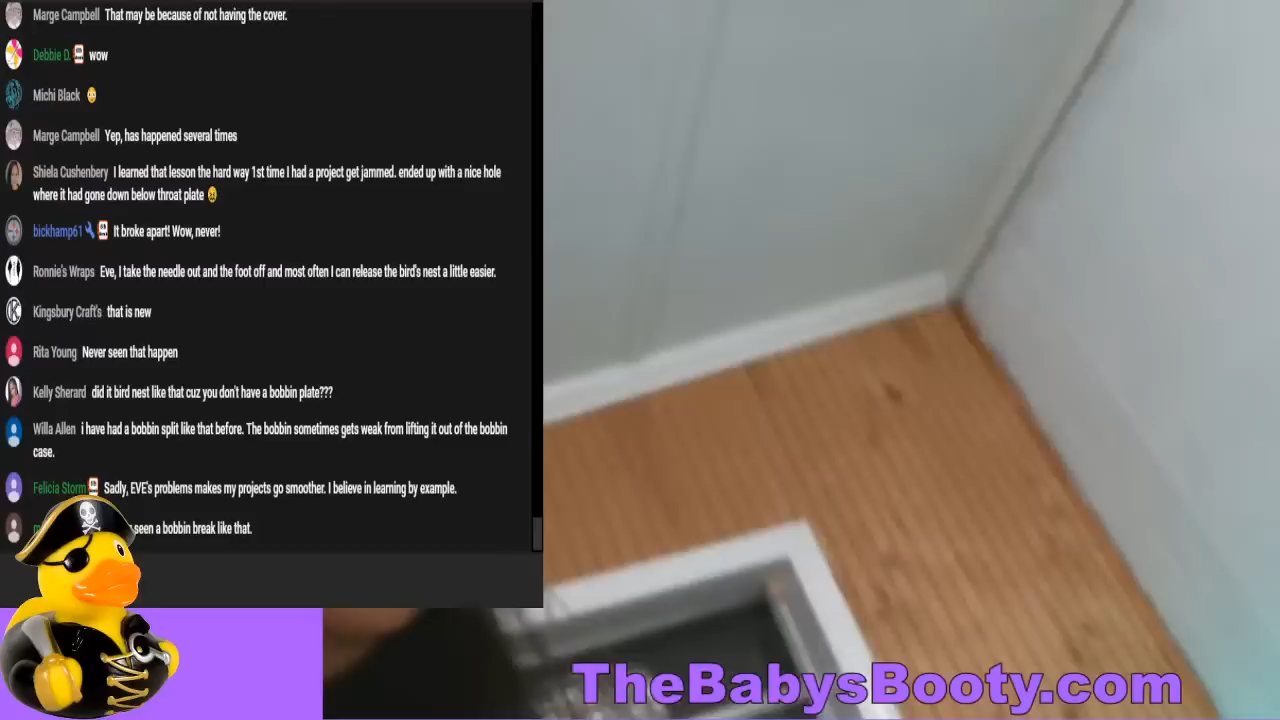 Marge Campbell That may be because of not having the cover.
Debbie D. wow
Michi Black 😳
Marge Campbell Yep, has happened several times
Shiela Cushenbery I learned that lesson the hard way 1st time I had a project get jammed. ended up with a nice hole
where it had gone down below throat plate 😖
bickhamp61 It broke apart! Wow, never!
Ronnie's Wraps Eve, I take the needle out and the foot off and most often I can release the bird's nest a little easier.
Kingsbury Craft's that is new
Rita Young Never seen that happen
Kelly Sherard did it bird nest like that cuz you don't have a bobbin plate???
Willa Allen i have had a bobbin split like that before. The bobbin sometimes gets weak from lifting it out of the bobbin
case.
Felicia Storm Sadly, EVE's problems makes my projects go smoother. I believe in learning by example.
seen a bobbin break like that.
TheBabysBooty.com